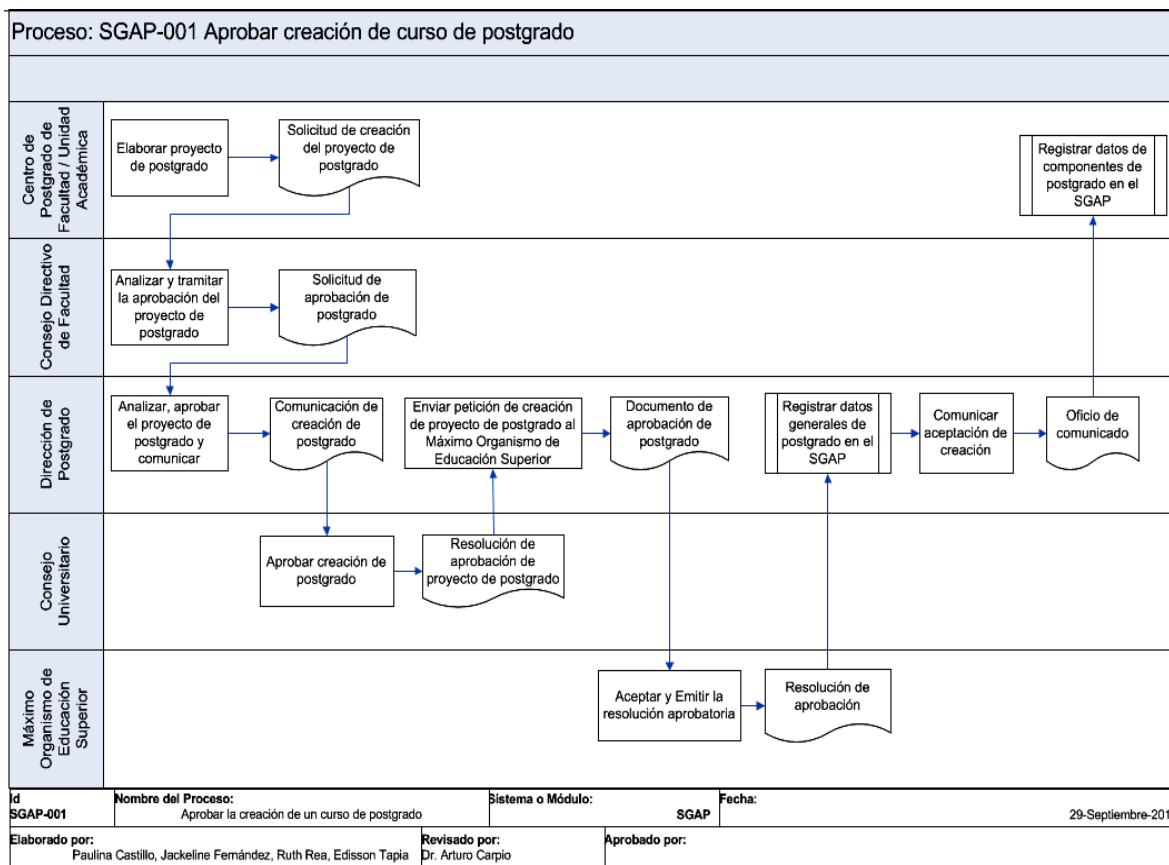 Proceso: SGAP-001 Aprobar creación de curso de postgrado
Centro de
Postgrado de
Facultad / Unidad
Académica
Elaborar proyecto
de postgrado
Solicitud de creación
del proyecto de
postgrado
Registrar datos de
componentes de
postgrado en el
SGAP
Consejo Directivo
de Facultad
Analizar y tramitar
la aprobación del
proyecto de
postgrado
Solicitud de
aprobación de
postgrado
Dirección de
Postgrado
Analizar, aprobar
el proyecto de
postgrado y
comunicar
Comunicación de
creación de
postgrado
Enviar petición de creación
de proyecto de postgrado al
Máximo Organismo de
Educación Superior
Documento de
aprobación de
postgrado
Registrar datos
generales de
postgrado en el
SGAP
Comunicar
aceptación de
creación
Oficio de
comunicado
Consejo
Universitario
Aprobar creación de
postgrado
Resolución de
aprobación de
proyecto de postgrado
Máximo
Organismo de
Educación
Superior
Aceptar y Emitir la
resolución aprobatoria
Resolución de
aprobación
Id
SGAP-001
Nombre del Proceso:
Aprobar la creación de un curso de postgrado
Sistema o Módulo:
SGAP
Fecha:
29-Septiembre-201
Elaborado por:
Paulina Castillo, Jackeline Fernández, Ruth Rea, Edisson Tapia
Revisado por:
Dr. Arturo Carpio
Aprobado por: